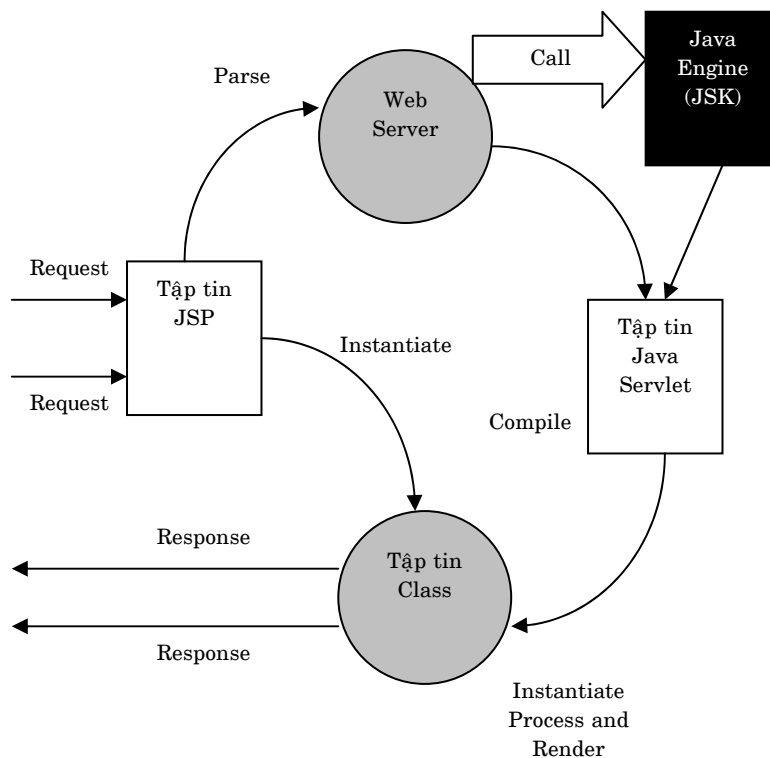 Parse
Web
Server
Call
Java
Engine
(JSK)
Request
Request
Tập tin
JSP
Instantiate
Tập tin
Java
Servlet
Compile
Response
Response
Tập tin
Class
Instantiate
Process and
Render